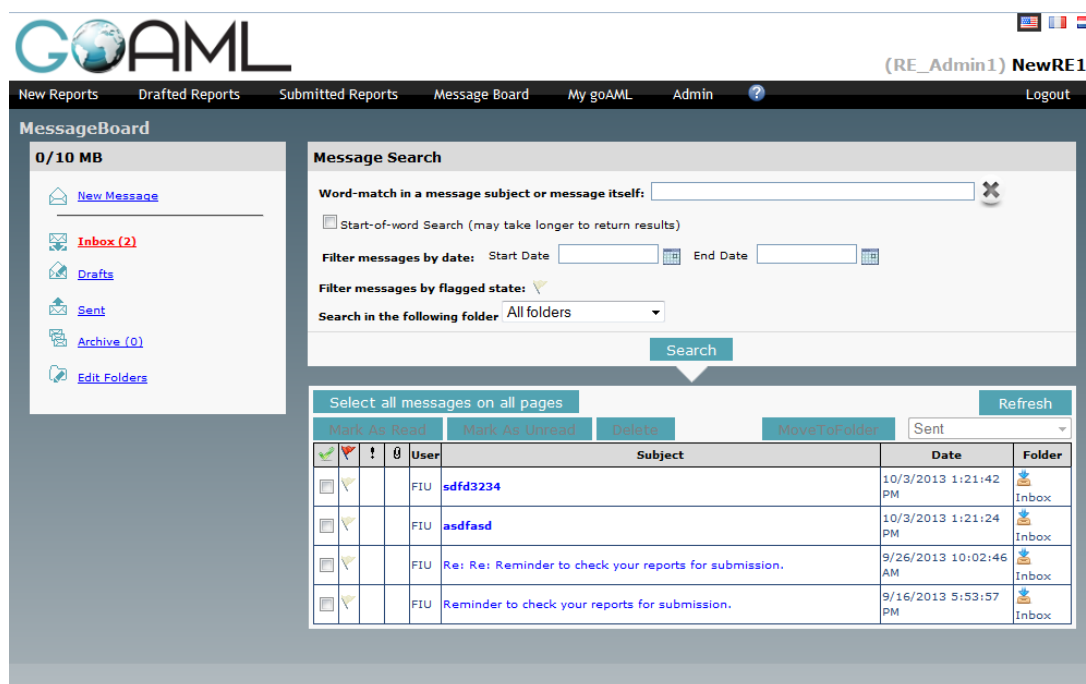 GOAML
(RE_Admin1) NewRE1
New Reports Drafted Reports Submitted Reports Message Board My goAML Admin ? Logout
MessageBoard
0/10 MB
New Message
Inbox (2)
Drafts
Sent
Archive (0)
Edit Folders
Message Search
Word-match in a message subject or message itself:
Start-of-word Search (may take longer to return results)
Filter messages by date: Start Date End Date
Filter messages by flagged state:
Search in the following folder All folders
Search
Select all messages on all pages Refresh
Mark As Read Mark As Unread Delete MoveToFolder Sent
! User Subject Date Folder
FIU sdfd3234 10/3/2013 1:21:42 PM Inbox
FIU asdfasd 10/3/2013 1:21:24 PM Inbox
FIU Re: Re: Reminder to check your reports for submission. 9/26/2013 10:02:46 AM Inbox
FIU Reminder to check your reports for submission. 9/16/2013 5:53:57 PM Inbox